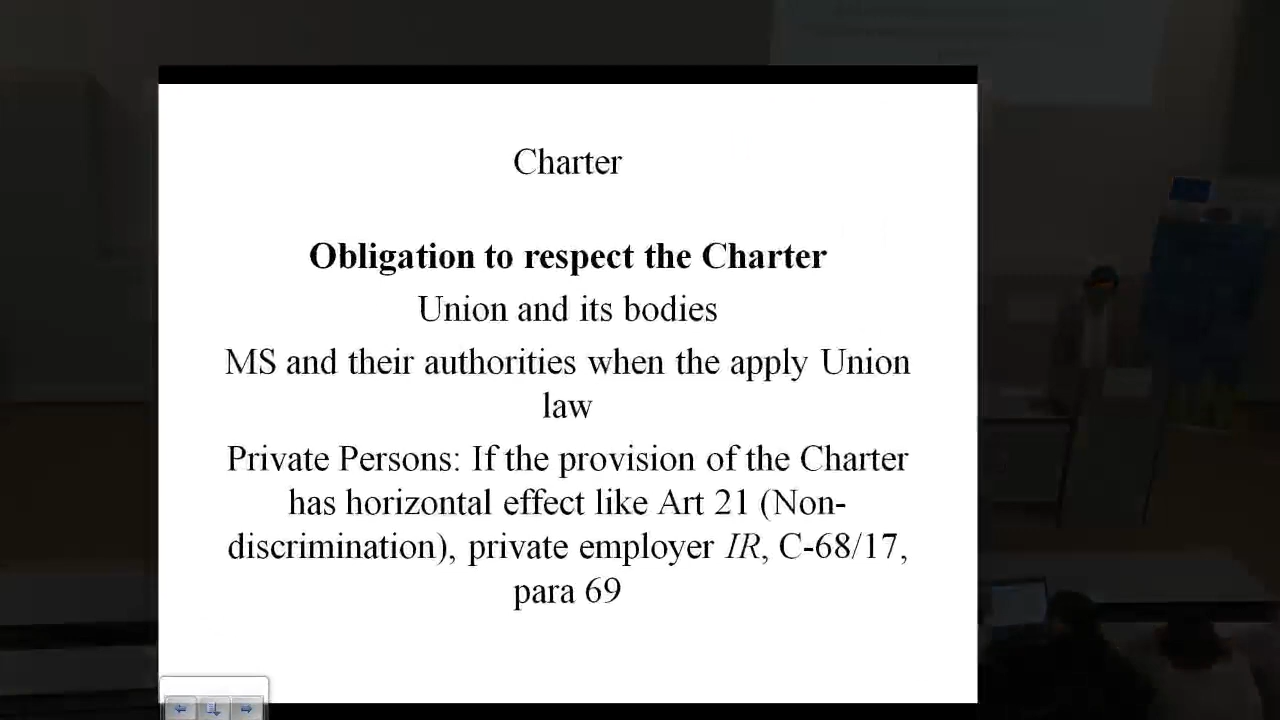 Charter
Obligation to respect the Charter
Union and its bodies
MS and their authorities when the apply Union
law
Private Persons: If the provision of the Charter
has horizontal effect like Art 21 (Non-
discrimination), private employer IR, C-68/17,
para 69